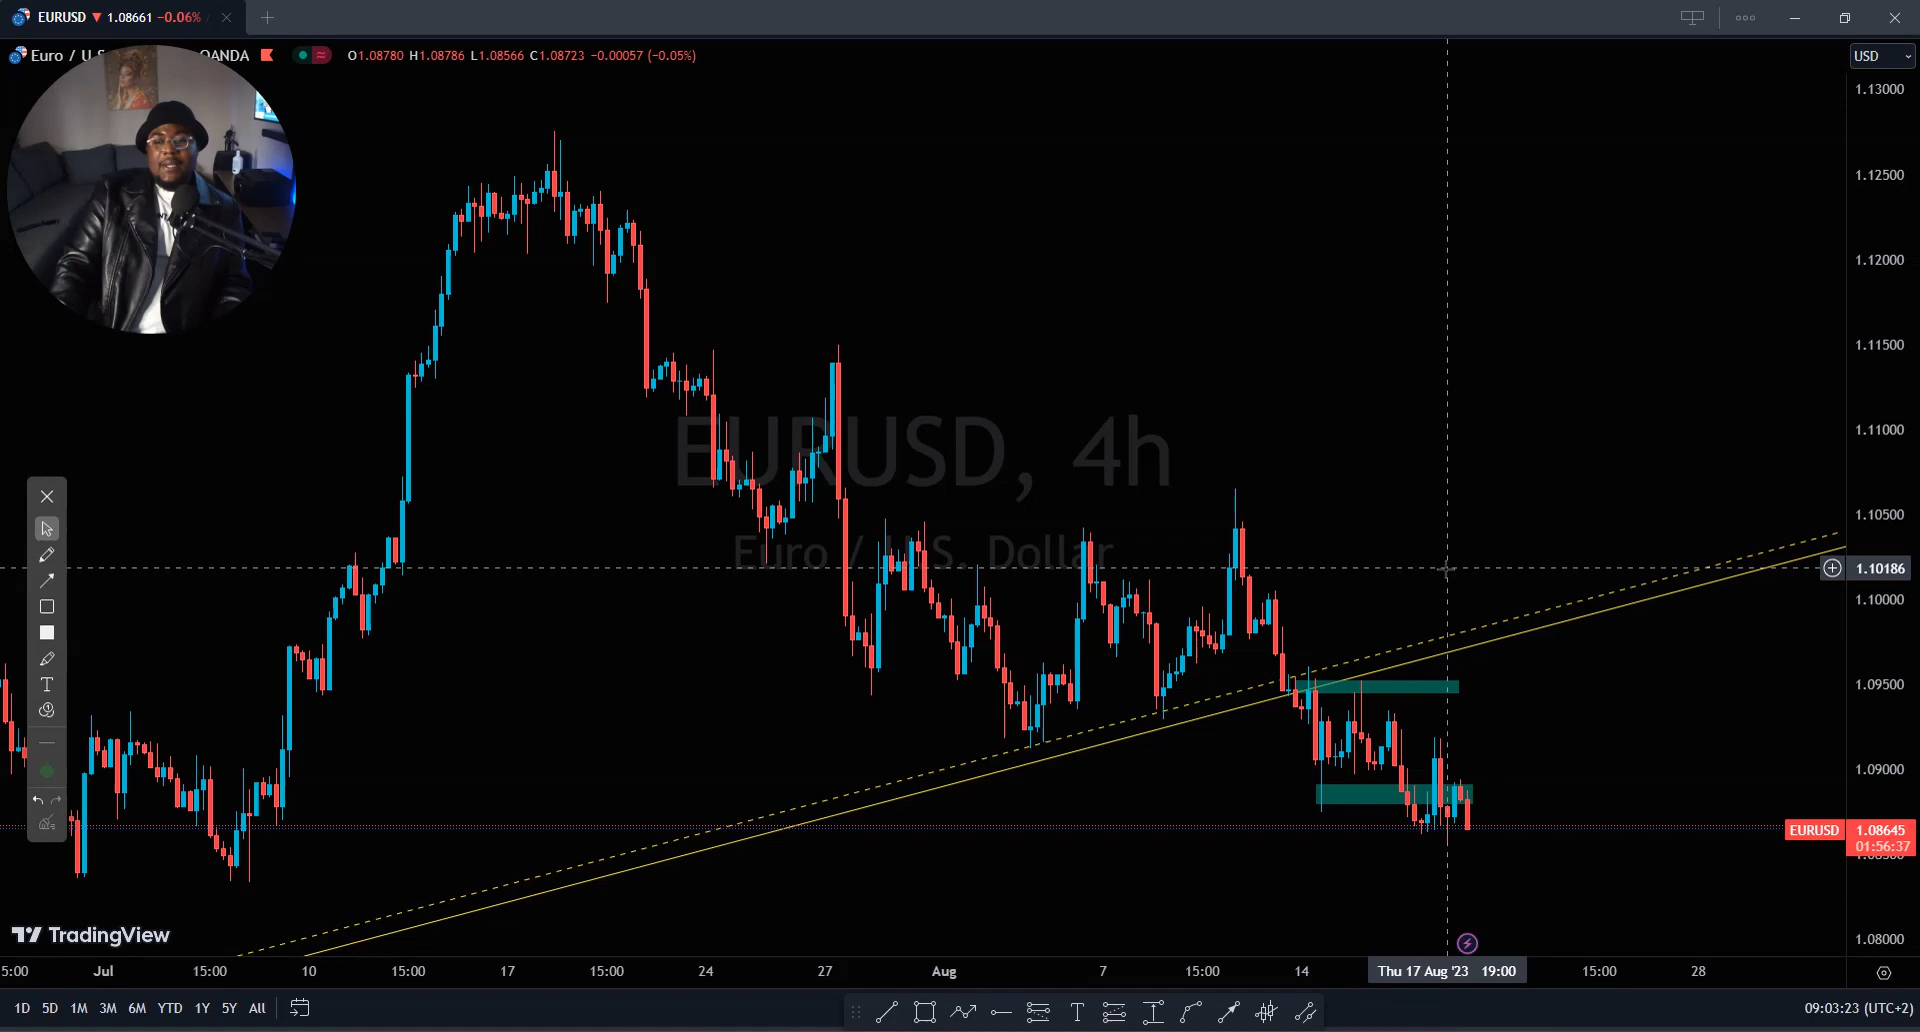 EURUSD ▼ 1.08661 −0.06%
Euro / U.S. OANDA
O1.08780 H1.08786 L1.08566 C1.08723 −0.00057 (−0.05%)
USD
1.13000
1.12500
1.12000
1.11500
1.11000
1.10500
1.10186
1.10000
1.09500
1.09000
EURUSD 1.08645
01:56:37
1.08000
EURUSD, 4h
Euro / U.S. Dollar
TradingView
5:00 Jul 15:00 10 15:00 17 15:00 24 27 Aug 7 15:00 14 Thu 17 Aug '23 19:00 15:00 28
1D 5D 1M 3M 6M YTD 1Y 5Y All
09:03:23 (UTC+2)